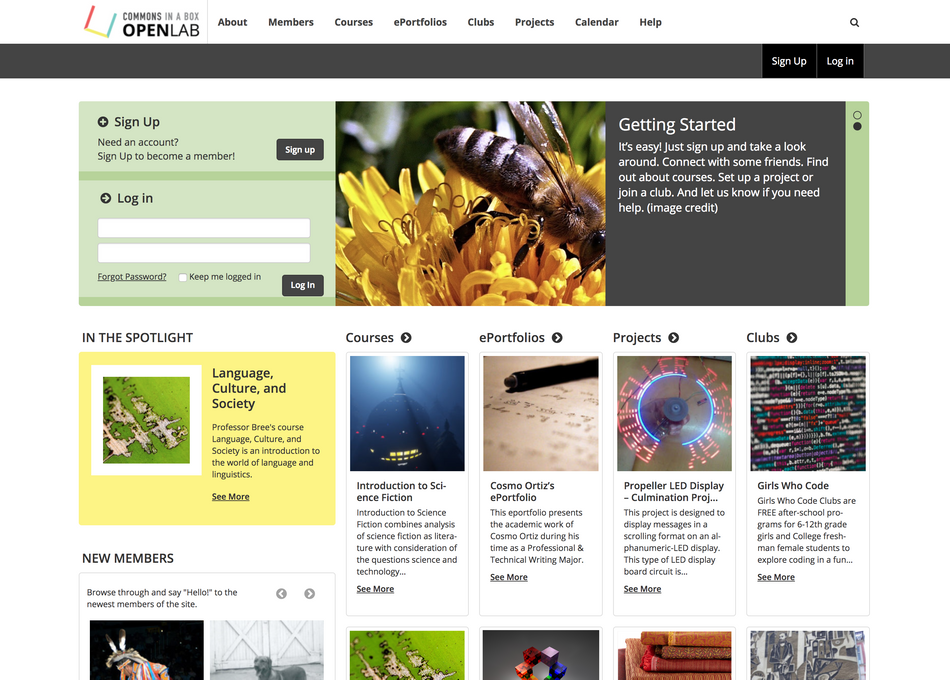 COMMONS IN A BOX
OPENLAB
About Members Courses ePortfolios Clubs Projects Calendar Help
Sign Up Log in
Sign Up
Need an account?
Sign Up to become a member!
Sign up
Log in
Forgot Password? Keep me logged in
Log In
Getting Started
It's easy! Just sign up and take a look
around. Connect with some friends. Find
out about courses. Set up a project or
join a club. And let us know if you need
help. (image credit)
IN THE SPOTLIGHT
Language,
Culture, and
Society
Professor Bree's course
Language, Culture, and
Society is an introduction to
the world of language and
linguistics.
See More
NEW MEMBERS
Browse through and say "Hello!" to the
newest members of the site.
Courses
Introduction to Sci-
ence Fiction
Introduction to Science
Fiction combines analysis
of science fiction as litera-
ture with consideration of
the questions science and
technology...
See More
ePortfolios
Cosmo Ortiz's
ePortfolio
This eportfolio presents
the academic work of
Cosmo Ortiz during his
time as a Professional &
Technical Writing Major.
See More
Projects
Propeller LED Display
– Culmination Proj...
This project is designed to
display messages in a
scrolling format on an al-
phanumeric-LED display.
This type of LED display
board circuit is...
See More
Clubs
Girls Who Code
Girls Who Code Clubs are
FREE after-school pro-
grams for 6-12th grade
girls and College fresh-
man female students to
explore coding in a fun...
See More